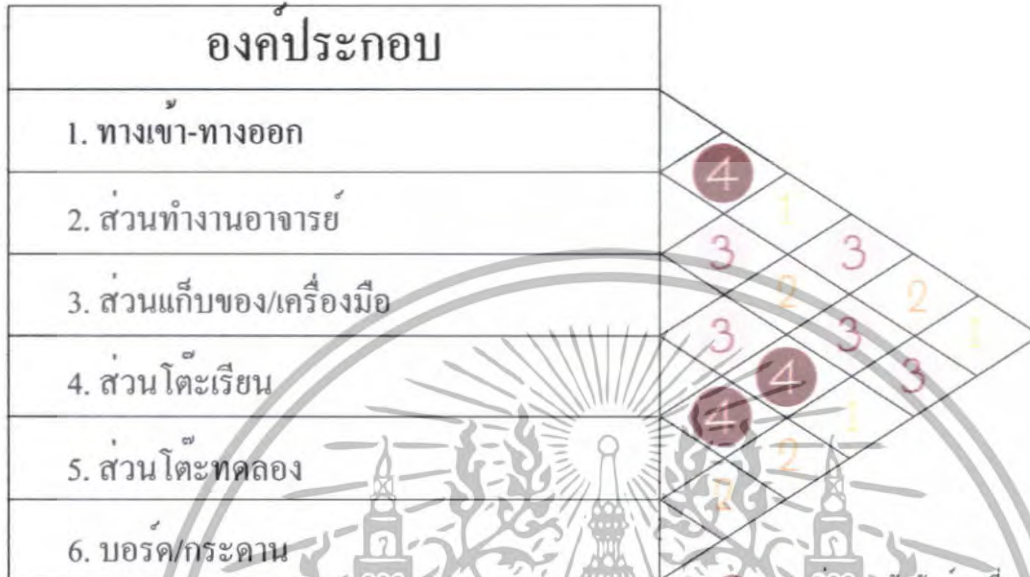 องค์ประกอบ
1. ทางเข้า-ทางออก
2. ส่วนทำงานอาจารย์
3. ส่วนแก็บของ/เครื่องมือ
4. ส่วนโต๊ะเรียน
5. ส่วนโต๊ะทดลอง
6. บอร์ด/กระดาน
4
1
3
3
2
2
3
3
1
4
3
4
1
2
2